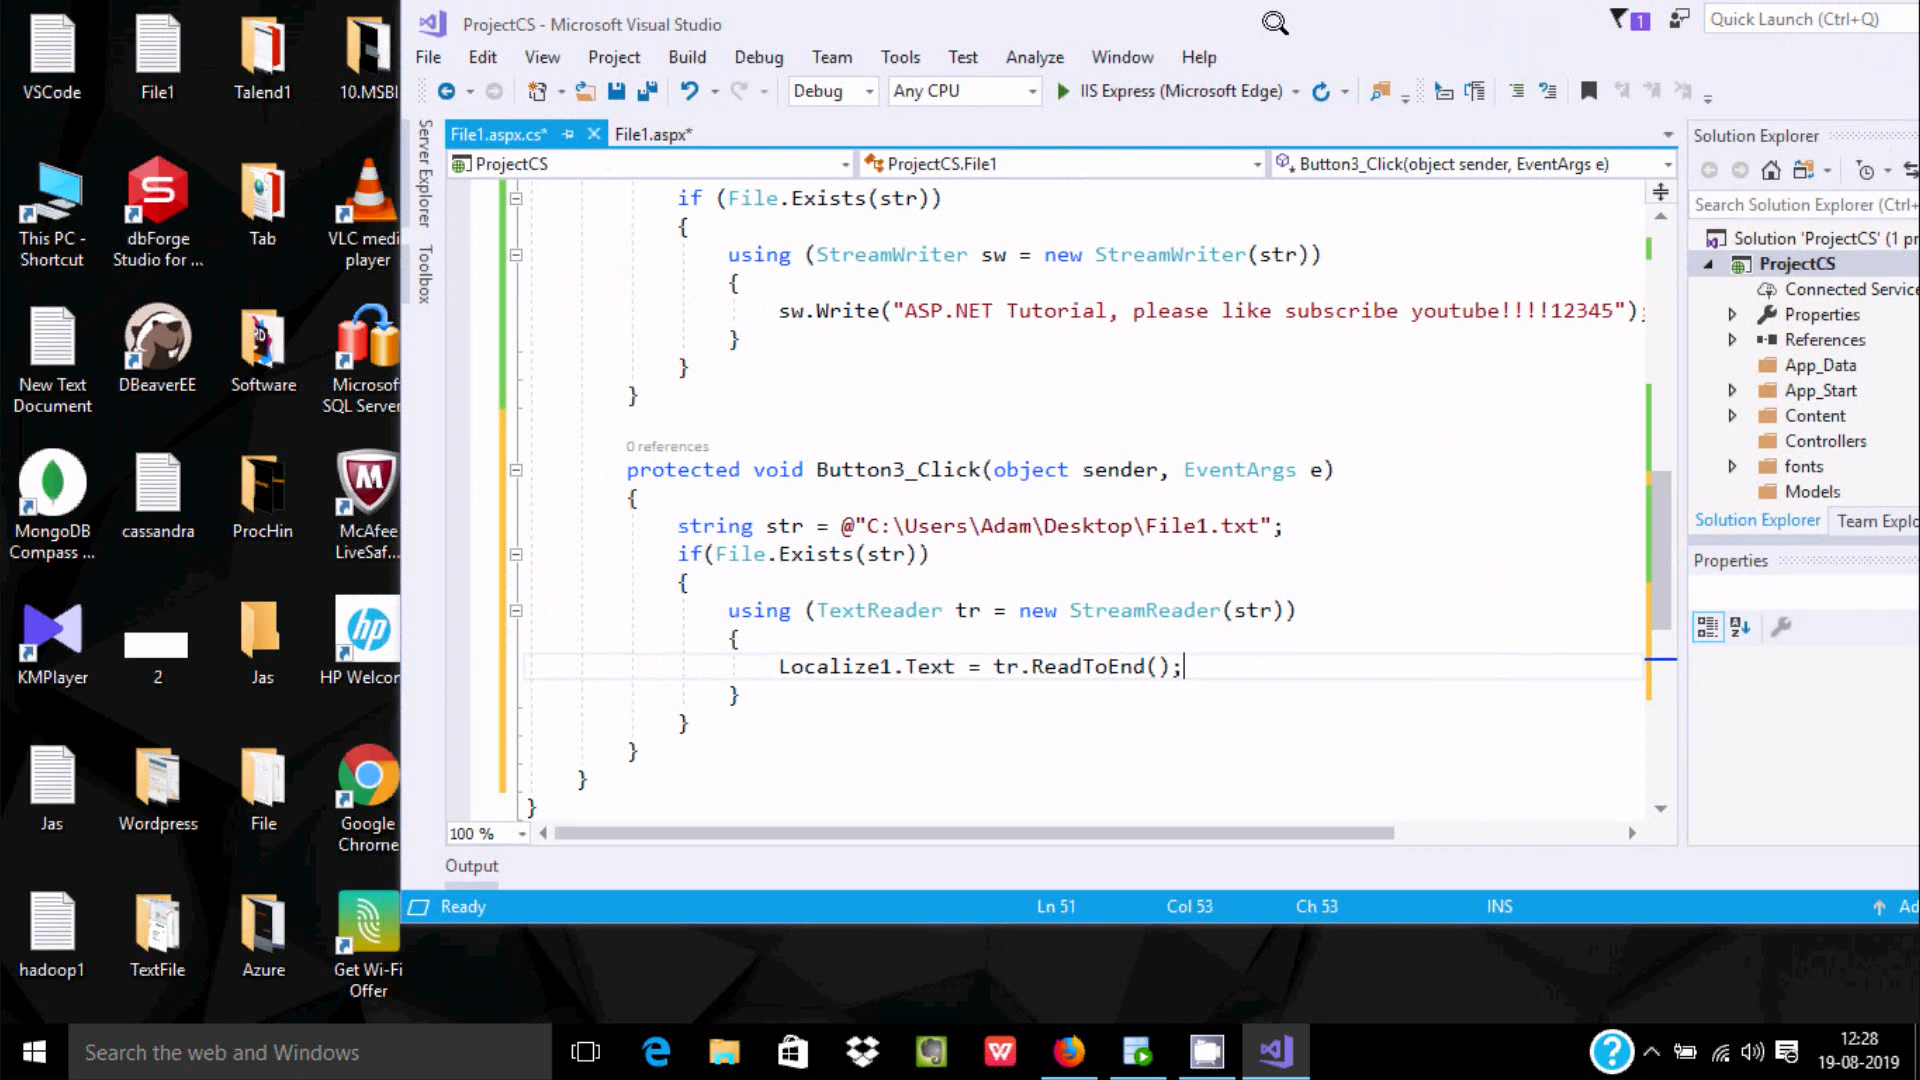 VSCode
File1
Talend1
10.MSBI
This PC -
Shortcut
dbForge
Studio for ...
Tab
VLC medi
player
New Text
Document
DBeaverEE
Software
Microsof
SQL Server
MongoDB
Compass ...
cassandra
ProcHin
McAfee
LiveSaf...
KMPlayer
2
Jas
HP Welcon
Jas
Wordpress
File
Google
Chrome
hadoop1
TextFile
Azure
Get Wi-Fi
Offer
ProjectCS - Microsoft Visual Studio
1
Quick Launch (Ctrl+Q)
File Edit View Project Build Debug Team Tools Test Analyze Window Help
Debug Any CPU IIS Express (Microsoft Edge)
Server Explorer
Toolbox
File1.aspx.cs* File1.aspx*
ProjectCS ProjectCS.File1 Button3_Click(object sender, EventArgs e)
if (File.Exists(str))
{
using (StreamWriter sw = new StreamWriter(str))
{
sw.Write("ASP.NET Tutorial, please like subscribe youtube!!!!12345");
}
}
}
0 references
protected void Button3_Click(object sender, EventArgs e)
{
string str = @"C:\Users\Adam\Desktop\File1.txt";
if(File.Exists(str))
{
using (TextReader tr = new StreamReader(str))
{
Localize1.Text = tr.ReadToEnd();
}
}
}
}
}
100 %
Output
Ready Ln 51 Col 53 Ch 53 INS Ad
Solution Explorer
Search Solution Explorer (Ctrl+
Solution 'ProjectCS' (1 pr
ProjectCS
Connected Service
Properties
References
App_Data
App_Start
Content
Controllers
fonts
Models
Solution Explorer Team Explo
Properties
Search the web and Windows
12:28
19-08-2019